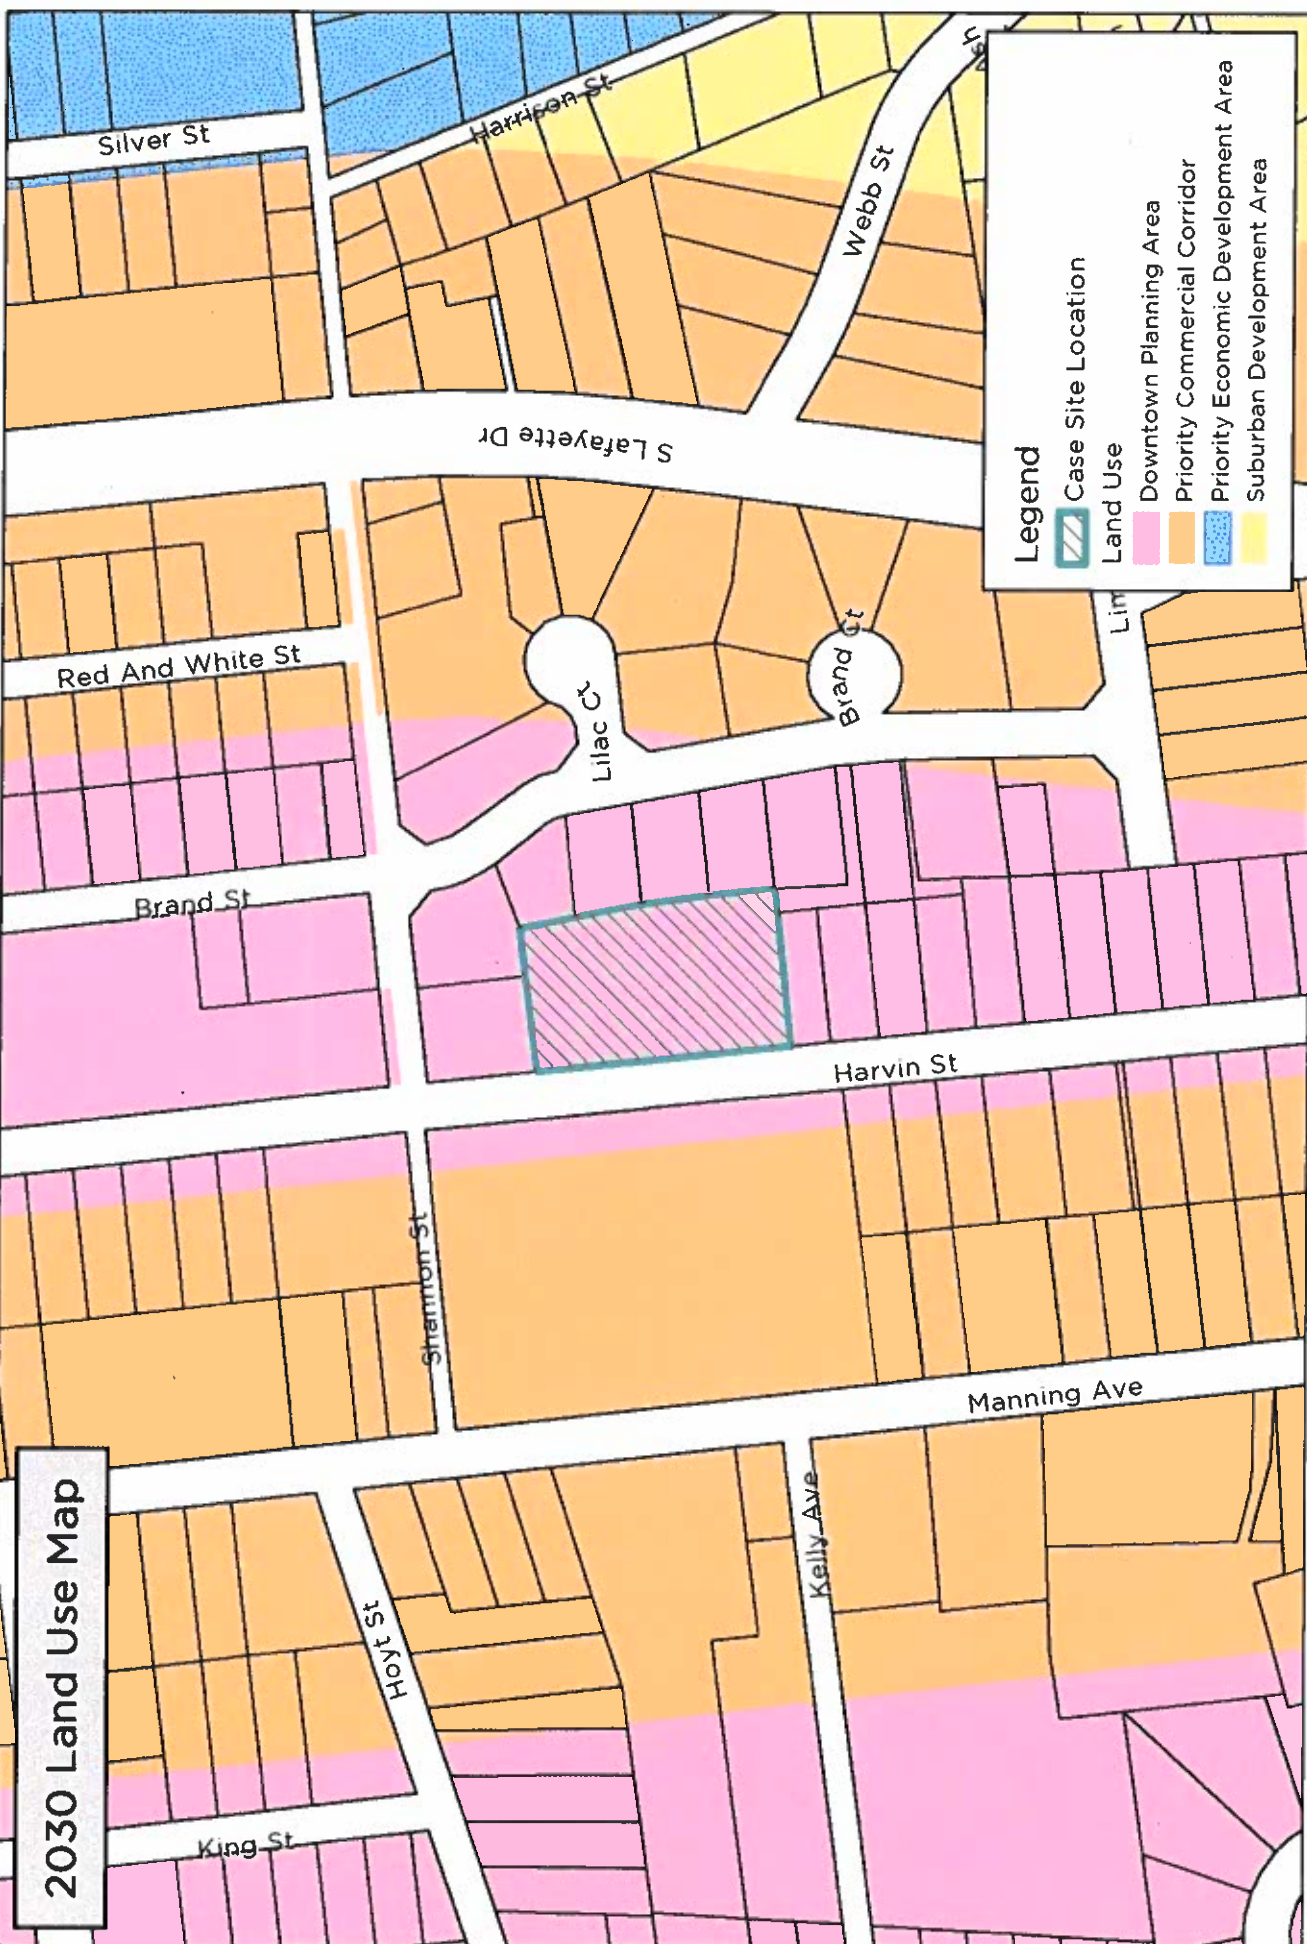 2030 Land Use Map
Silver St
Harrison St
Webb St
S Lafayette Dr
Red And White St
Lilac Ct
Brand Ct
Brand St
Harvin St
Shannon St
Manning Ave
Kelly Ave
Hoyt St
King St
Legend
Case Site Location
Land Use
Downtown Planning Area
Priority Commercial Corridor
Priority Economic Development Area
Suburban Development Area